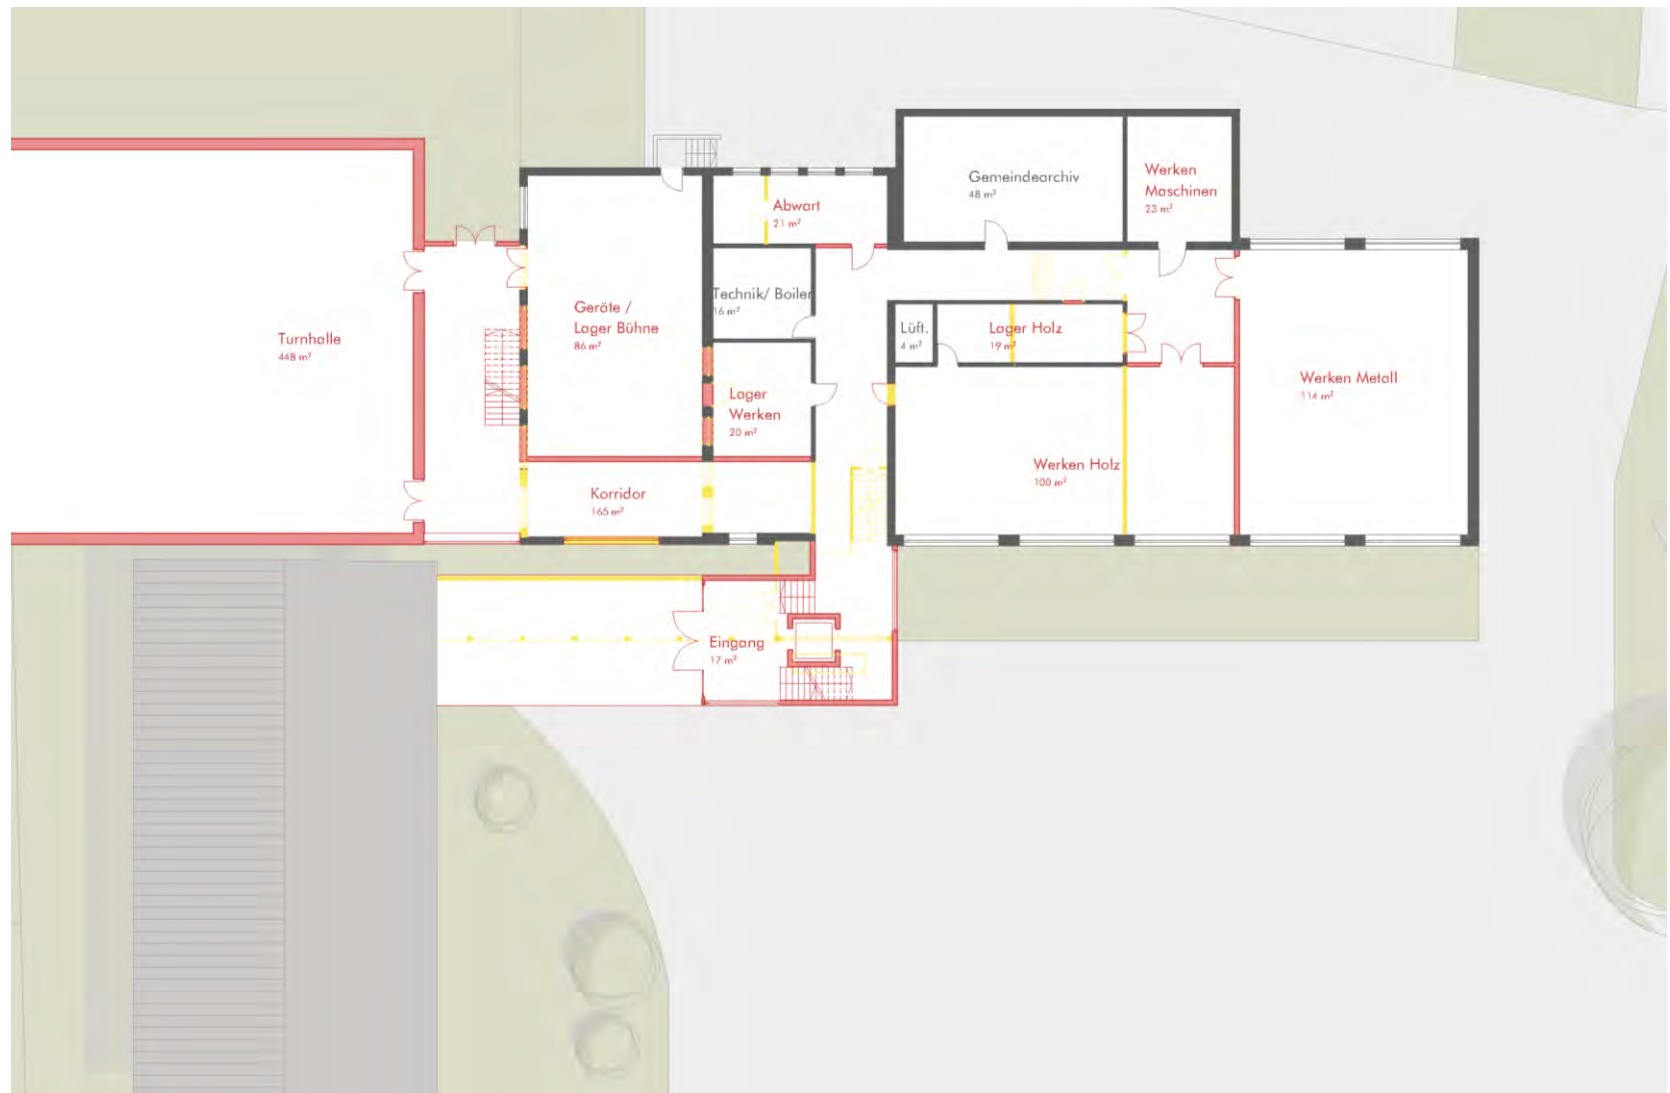 Gemeindearchiv
48 m²
Werken
Maschinen
23 m²
Abwart
21 m²
Technik/ Boiler
16 m²
Geräte /
Lager Bühne
86 m²
Turnhalle
448 m²
Lüft.
4 m²
Lager Holz
19 m²
Werken Metall
114 m²
Lager
Werken
20 m²
Werken Holz
100 m²
Korridor
165 m²
Eingang
17 m²